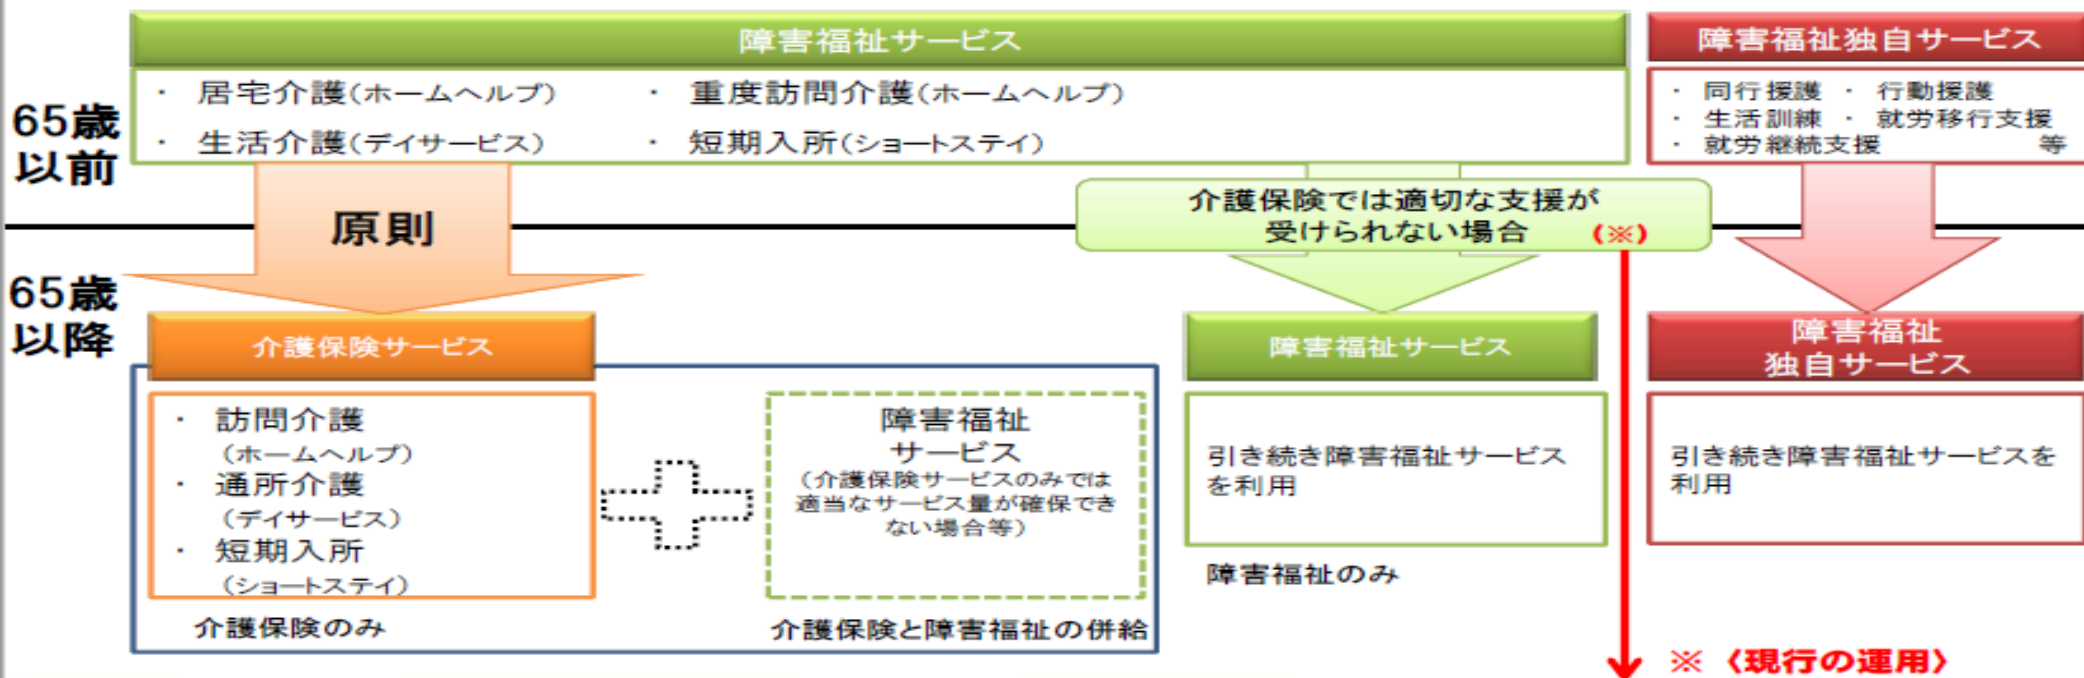 障害福祉サービス
障害福祉独自サービス
65歳
以前
・ 居宅介護(ホームヘルプ) ・ 重度訪問介護(ホームヘルプ)
・ 生活介護(デイサービス) ・ 短期入所(ショートステイ)
・ 同行援護 ・ 行動援護
・ 生活訓練 ・ 就労移行支援
・ 就労継続支援 等
原則
介護保険では適切な支援が
受けられない場合 (※)
65歳
以降
介護保険サービス
・ 訪問介護
(ホームヘルプ)
・ 通所介護
(デイサービス)
・ 短期入所
(ショートステイ)
介護保険のみ
障害福祉
サービス
(介護保険サービスのみでは
適当なサービス量が確保でき
ない場合等)
介護保険と障害福祉の併給
障害福祉サービス
引き続き障害福祉サービス
を利用
障害福祉のみ
障害福祉
独自サービス
引き続き障害福祉サービスを
利用
※〈現行の運用〉